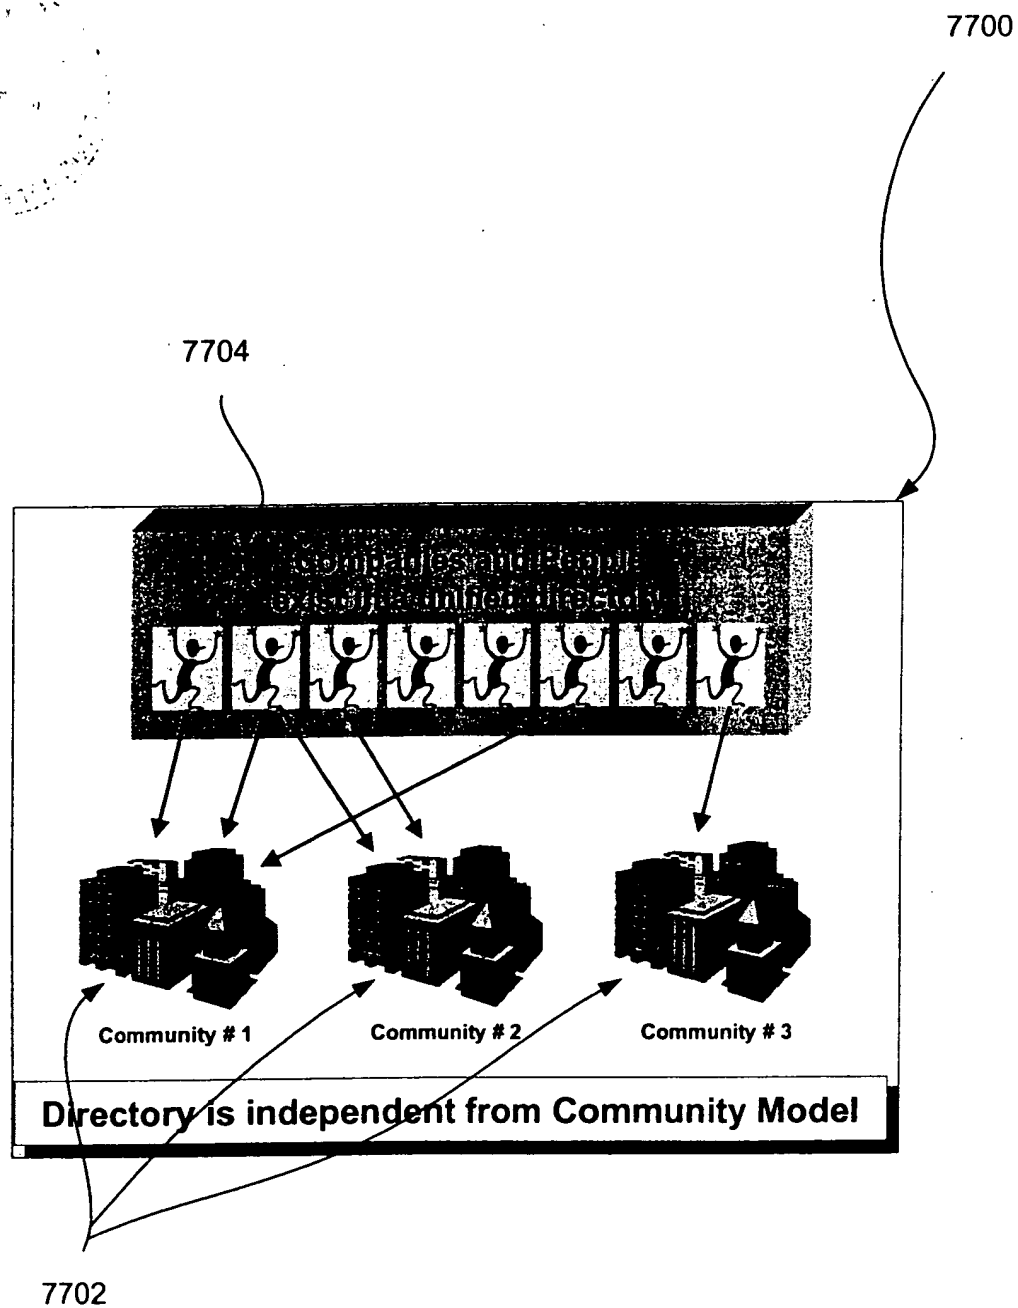 7700
7704
Companies and People
exist in a unified directory
Community # 1
Community # 2
Community # 3
Directory is independent from Community Model
7702